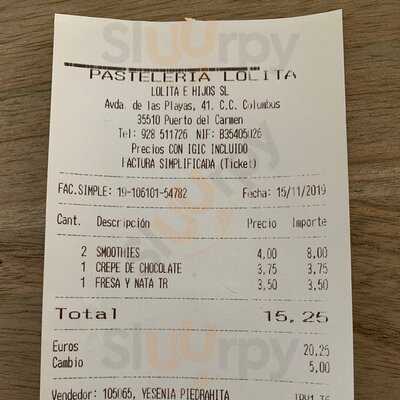 PASTELERIA LOLITA
LOLITA E HIJOS SL
Avda. de las Playas, 41. C.C. Columbus
35510 Puerto del Carmen
Tel: 928 511726 NIF: B35405026
Precios CON IGIC INCLUIDO
FACTURA SIMPLIFICADA (Ticket)
FAC.SIMPLE: 19-106101-54782 Fecha: 15/11/2019
Cant. Descripción Precio Importe
2 SMOOTHIES 4,00 8,00
1 CREPE DE CHOCOLATE 3,75 3,75
1 FRESA Y NATA TR 3,50 3,50
Total 15,25
Euros 20,25
Cambio 5,00
Vendedor: 105065, YESENIA PIEDRAHITA
Sluurpy
Sluurpy
Sluurpy